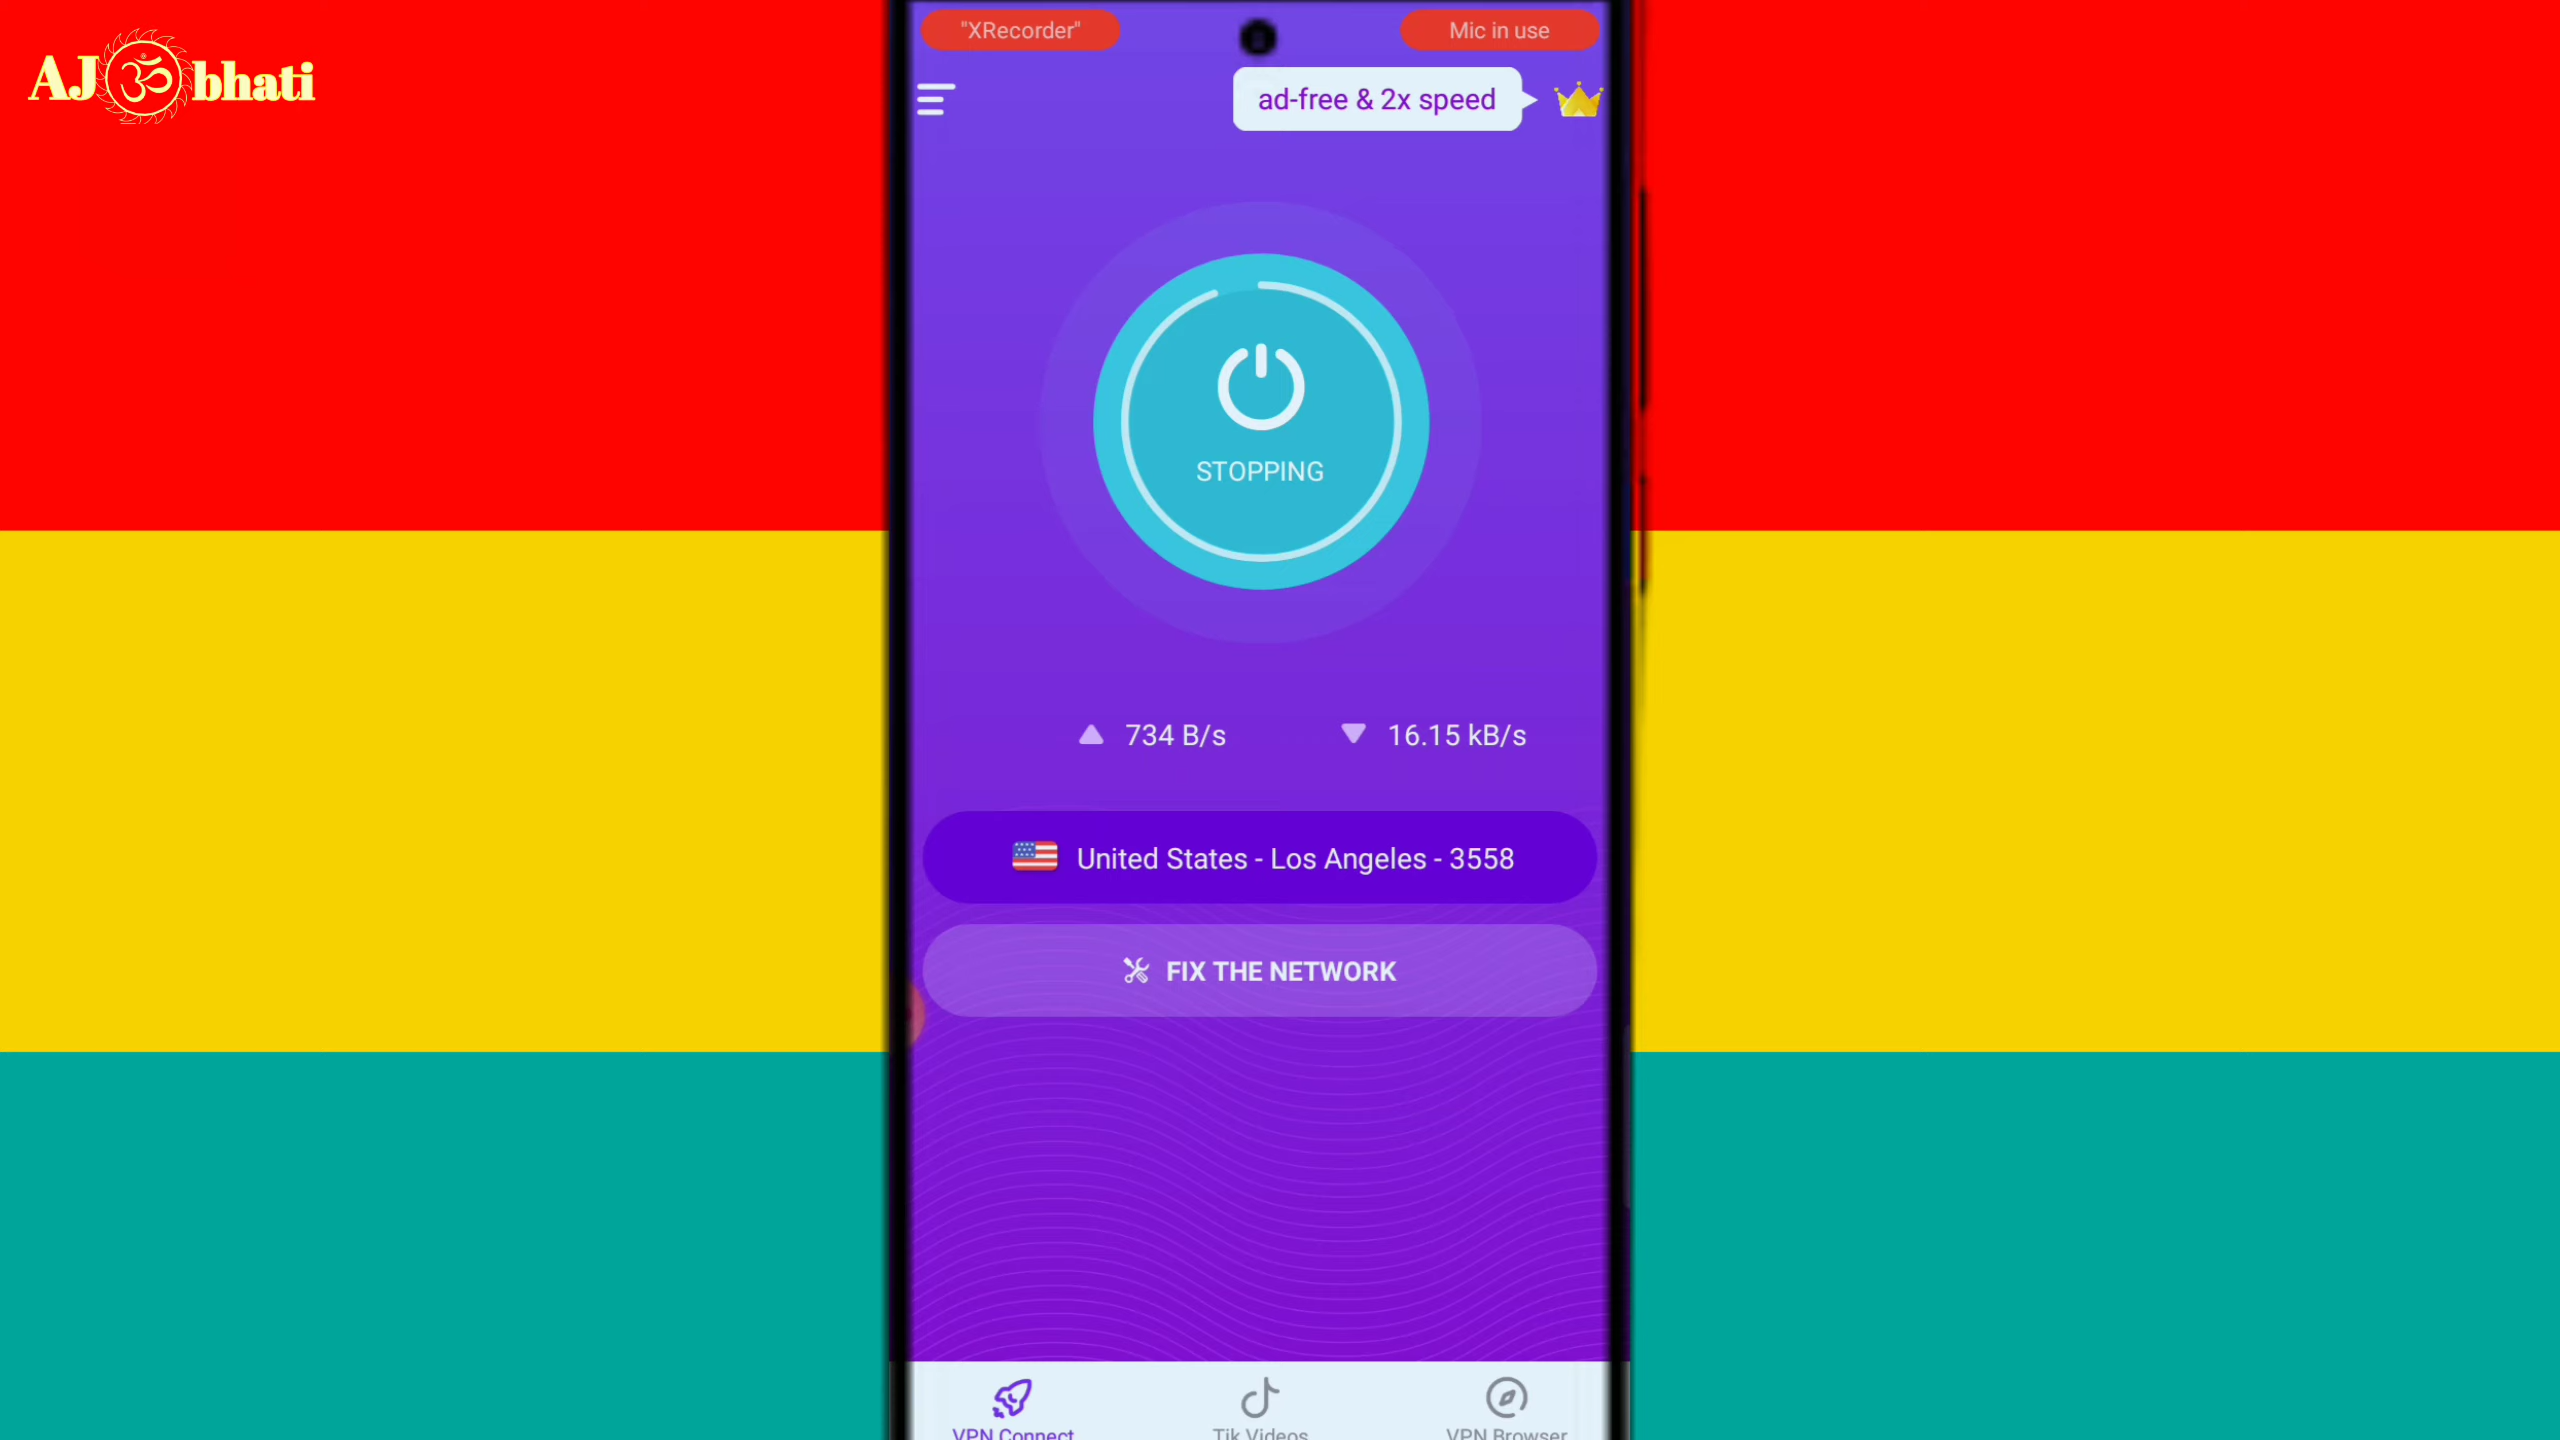 AJ ॐ bhati
"XRecorder"
Mic in use
ad-free & 2x speed
STOPPING
734 B/s
16.15 kB/s
United States - Los Angeles - 3558
FIX THE NETWORK
VPN Connect
Tik Videos
VPN Browser